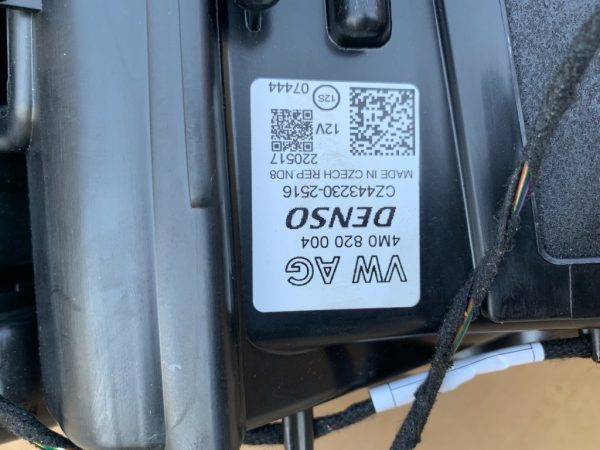 VW AG
4M0 820 004
DENSO
CZ443230-2516
MADE IN CZECH REP ND8
220517
12V
12S
07444